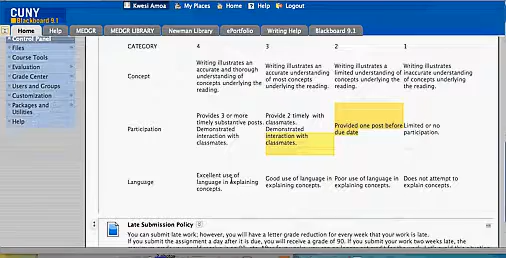 CUNY
Blackboard 9.1
Kwesi Amoa My Places Home Help Logout
Home Help MEDGR MEDGR LIBRARY Newman Library ePortfolio Writing Help Blackboard 9.1
Control Panel
Files
Course Tools
Evaluation
Grade Center
Users and Groups
Customization
Packages and
Utilities
Help
CATEGORY 4 3 2 1
Concept
Writing illustrates an
accurate and thorough
understanding of
concepts underlying the
reading.
Writing illustrates an
accurate understanding
of most concepts
underlying the reading.
Writing illustrates a
limited understanding of
concepts underlying the
reading.
Writing illustrates
inaccurate
understanding of
concepts underlying the
reading.
Participation
Provides 3 or more
timely substantive posts.
Demonstrated
interaction with
classmates.
Provide 2 timely with
classmates.
Demonstrated
interaction with
classmates.
Provided one post before
due date
Limited or no
participation.
Language
Excellent use of
language in explaining
concepts.
Good use of language in
explaining concepts.
Poor use of language in
explaining concepts.
Does not attempt to
explain concepts.
Late Submission Policy
You can submit late work; however, you will have a letter grade reduction for every week that your work is late.
If you submit the assignment a day after it is due, you will receive a grade of 90. If you submit your work two weeks late, the